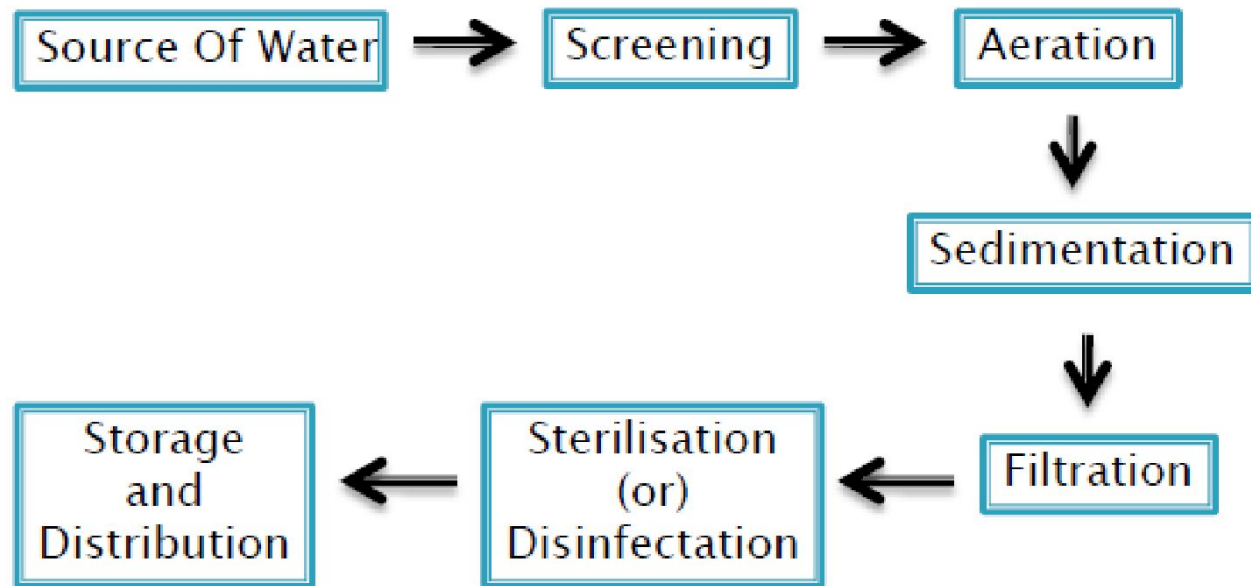 Source Of Water
Screening
Aeration
Sedimentation
Filtration
Sterilisation
(or)
Disinfectation
Storage
and
Distribution